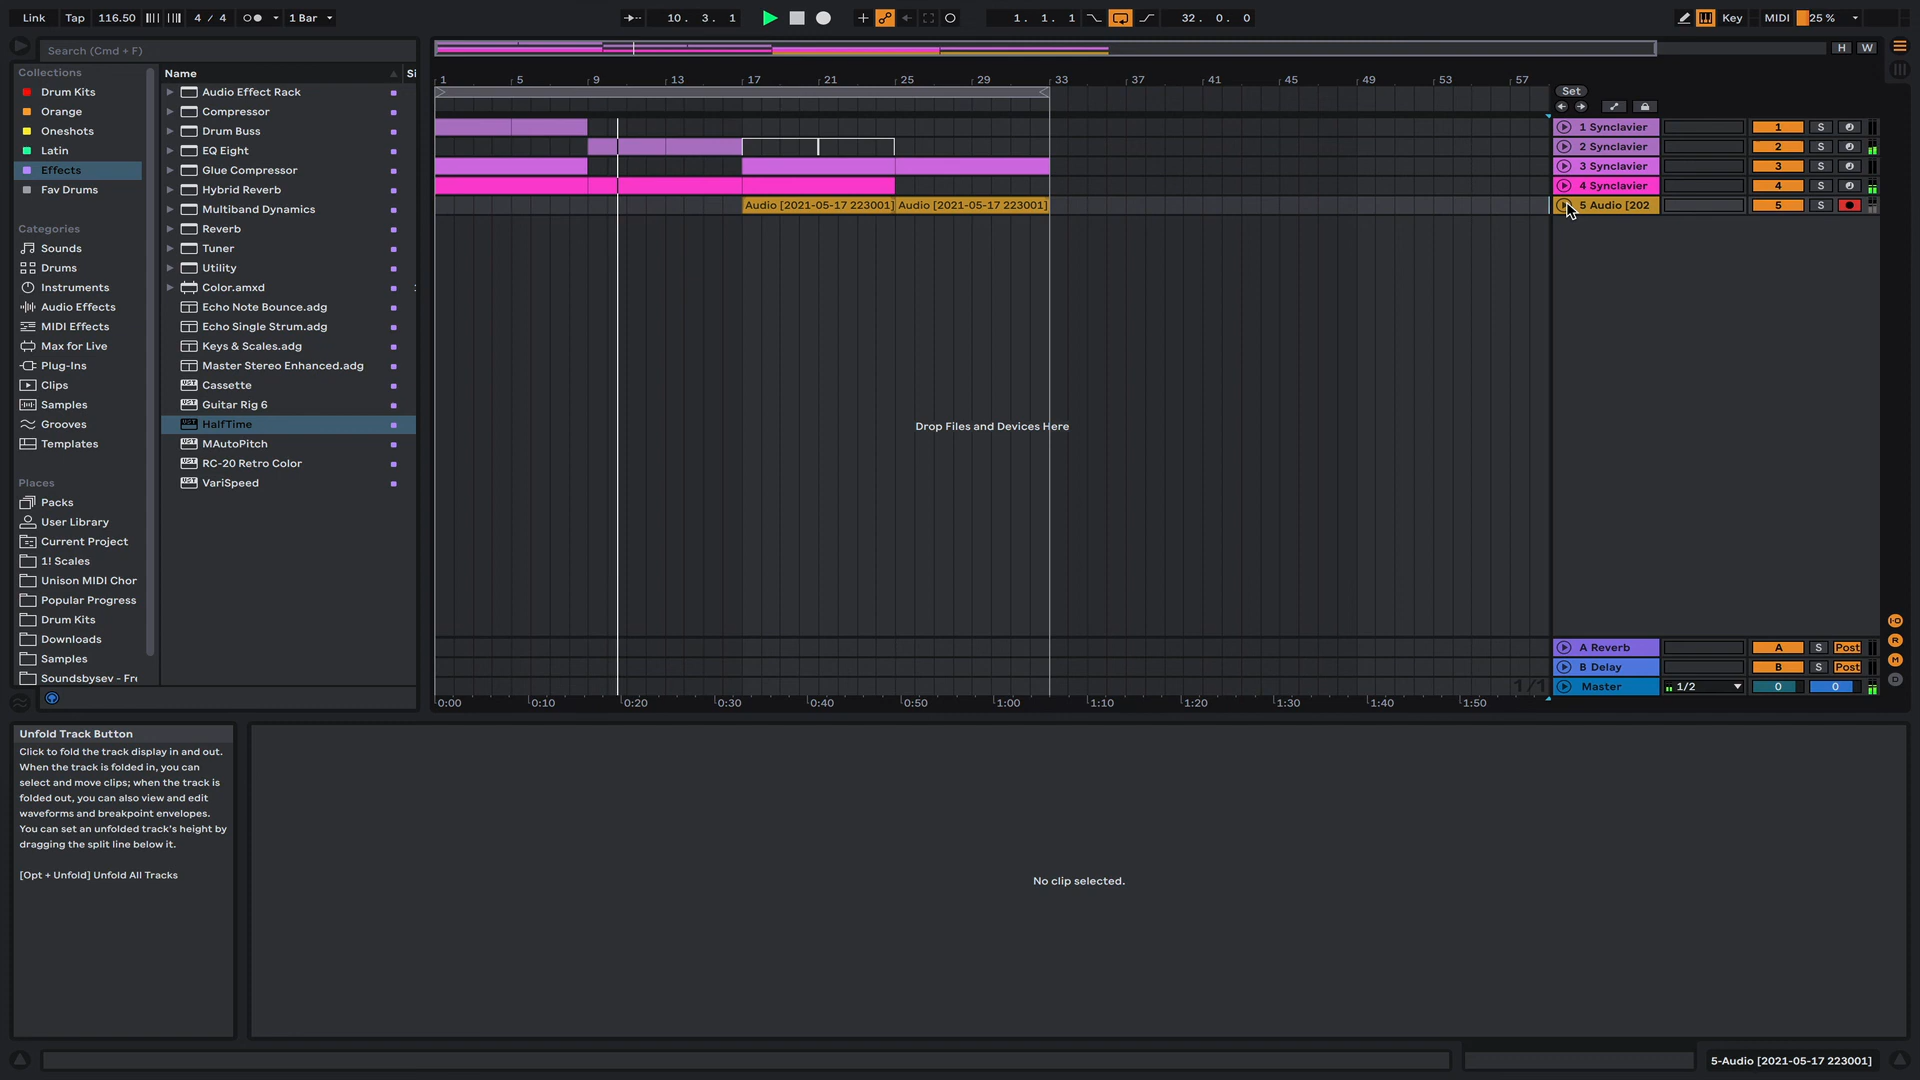 Link Tap 116.50 4 / 4 1 Bar 10. 3. 1 1. 1. 1 32. 0. 0 Key MIDI 25 %
Search (Cmd + F)
H W
Collections
Drum Kits
Orange
Oneshots
Latin
Effects
Fav Drums
Categories
Sounds
Drums
Instruments
Audio Effects
MIDI Effects
Max for Live
Plug-Ins
Clips
Samples
Grooves
Templates
Places
Packs
User Library
Current Project
1! Scales
Unison MIDI Chor
Popular Progress
Drum Kits
Downloads
Samples
Soundsbysev - Fre
Name Si
Audio Effect Rack
Compressor
Drum Buss
EQ Eight
Glue Compressor
Hybrid Reverb
Multiband Dynamics
Reverb
Tuner
Utility
Color.amxd
Echo Note Bounce.adg
Echo Single Strum.adg
Keys & Scales.adg
Master Stereo Enhanced.adg
Cassette
Guitar Rig 6
HalfTime
MAutoPitch
RC-20 Retro Color
VariSpeed
1 5 9 13 17 21 25 29 33 37 41 45 49 53 57
Set
1 Synclavier 1 S
2 Synclavier 2 S
3 Synclavier 3 S
4 Synclavier 4 S
Audio [2021-05-17 223001] Audio [2021-05-17 223001] 5 Audio [202 5 S
Drop Files and Devices Here
A Reverb A S Post
B Delay B S Post
1/1 Master 1/2 0 0
0:00 0:10 0:20 0:30 0:40 0:50 1:00 1:10 1:20 1:30 1:40 1:50
I-O
R
M
D
Unfold Track Button
Click to fold the track display in and out.
When the track is folded in, you can
select and move clips; when the track is
folded out, you can also view and edit
waveforms and breakpoint envelopes.
You can set an unfolded track's height by
dragging the split line below it.
[Opt + Unfold] Unfold All Tracks
No clip selected.
5-Audio [2021-05-17 223001]